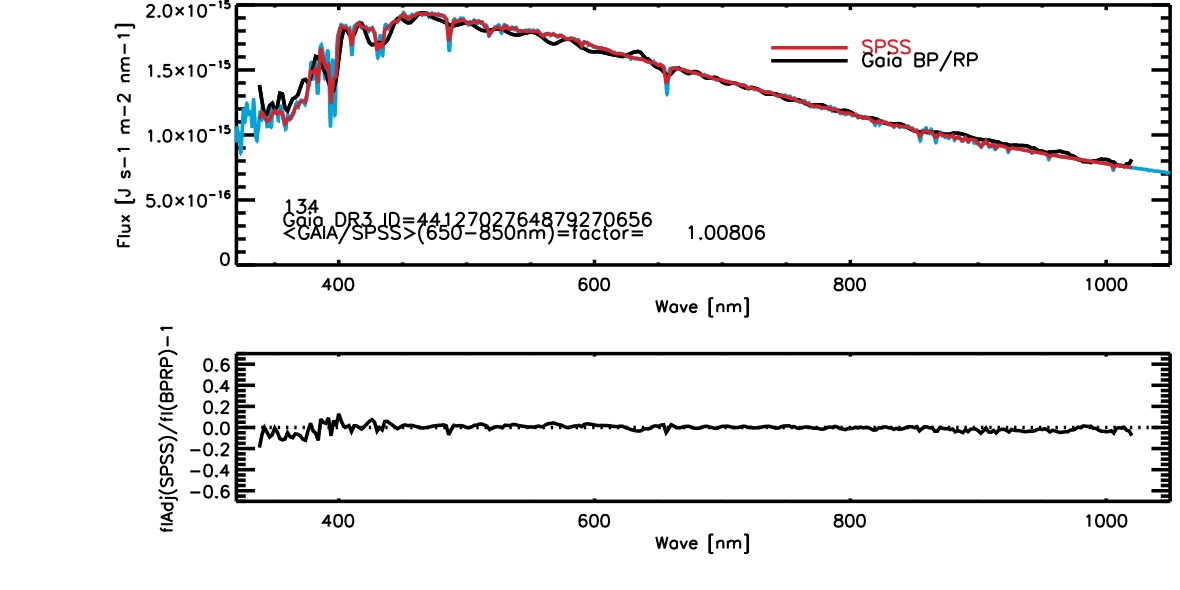 2.0×10⁻¹⁵
1.5×10⁻¹⁵
1.0×10⁻¹⁵
5.0×10⁻¹⁶
0
Flux [J s−1 m−2 nm−1]
SPSS
Gaia BP/RP
134
Gaia DR3 ID=4412702764879270656
<GAIA/SPSS>(650−850nm)=factor= 1.00806
400 600 800 1000
Wave [nm]
flAdj(SPSS)/fl(BPRP)−1
0.6
0.4
0.2
0.0
−0.2
−0.4
−0.6
400 600 800 1000
Wave [nm]